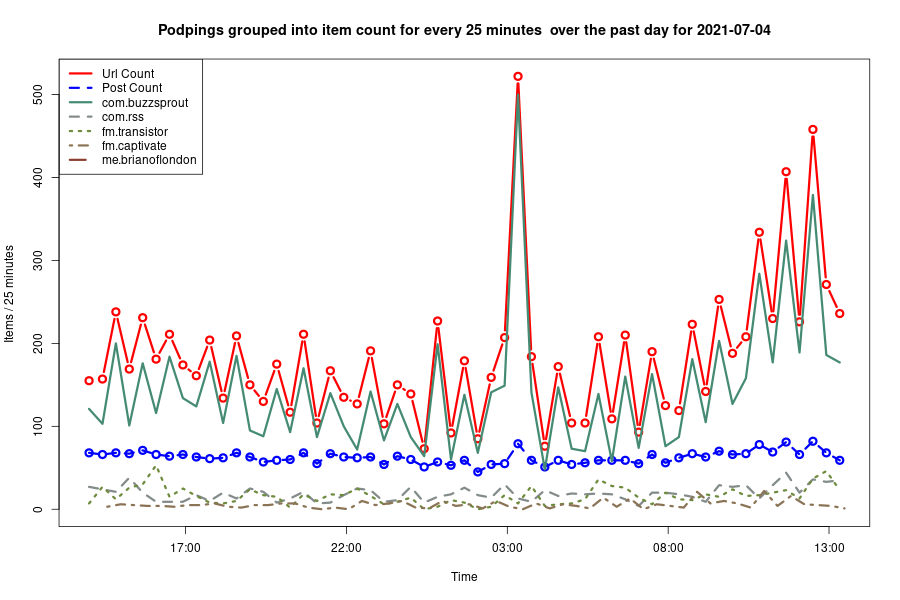 Podpings grouped into item count for every 25 minutes  over the past day for 2021-07-04
Url Count
Post Count
com.buzzsprout
com.rss
fm.transistor
fm.captivate
me.brianoflondon
Items / 25 minutes
500
400
300
200
100
0
17:00
22:00
03:00
08:00
13:00
Time